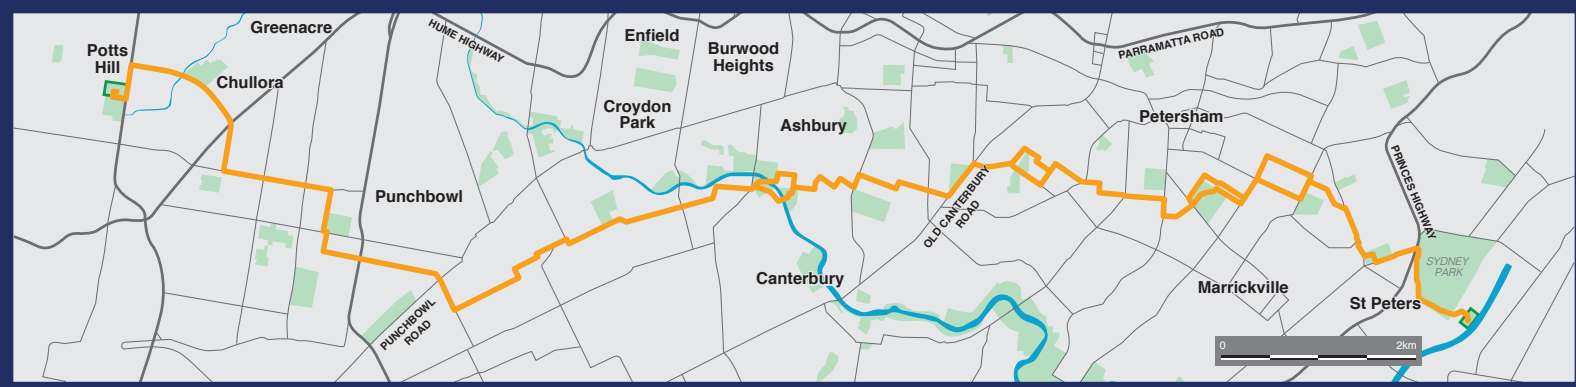 Greenacre
HUME HIGHWAY
Enfield
Burwood
Heights
PARRAMATTA ROAD
Potts
Hill
Chullora
Croydon
Park
Ashbury
Petersham
PRINCES HIGHWAY
Punchbowl
OLD CANTERBURY
ROAD
SYDNEY
PARK
Canterbury
Marrickville
St Peters
PUNCHBOWL
ROAD
0 2km